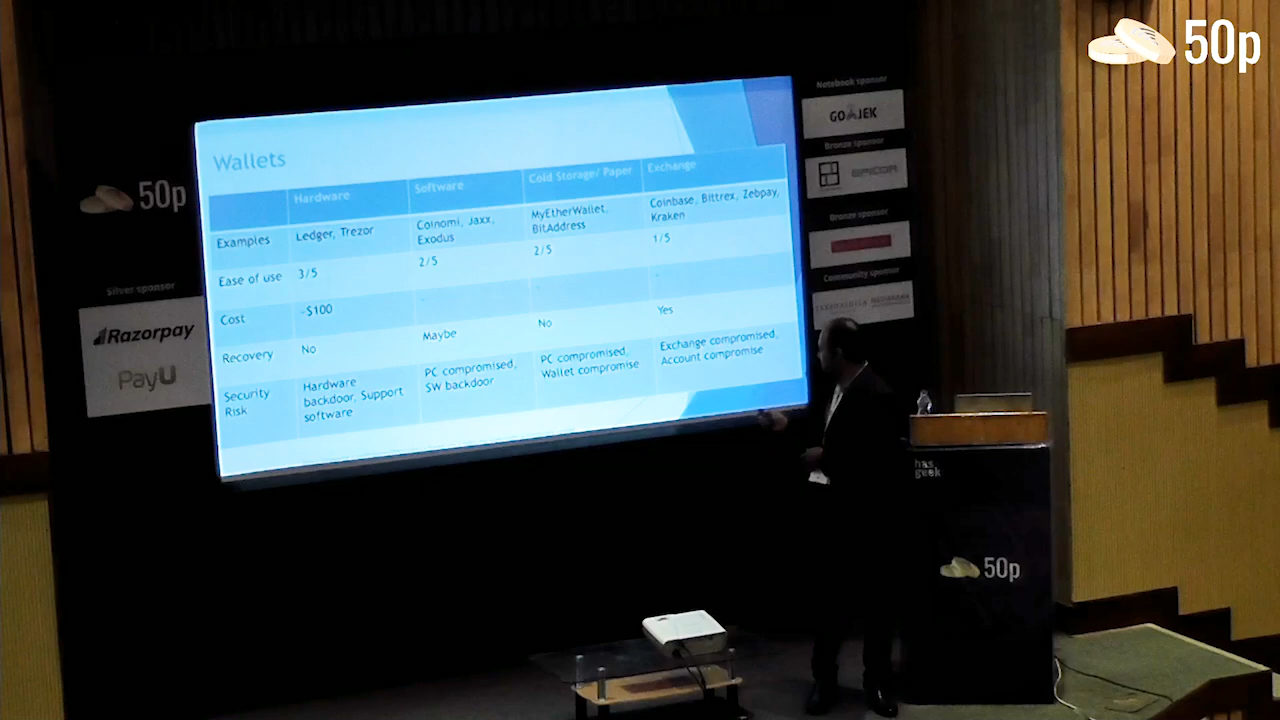 50p
50p
Silver sponsor
Razorpay
PayU
Wallets
Hardware
Software
Cold Storage/ Paper
Exchange
Examples
Ledger, Trezor
Coinomi, Jaxx,
Exodus
MyEtherWallet,
BitAddress
Coinbase, Bittrex, Zebpay,
Kraken
Ease of use
3/5
2/5
2/5
1/5
Cost
~$100
Recovery
No
Maybe
No
Yes
Security
Risk
Hardware
backdoor, Support
software
PC compromised,
SW backdoor
PC compromised,
Wallet compromise
Exchange compromised,
Account compromise
Notebook sponsor
GOJEK
Bronze sponsor
EPICOR
Bronze sponsor
Community sponsor
has
geek
50p